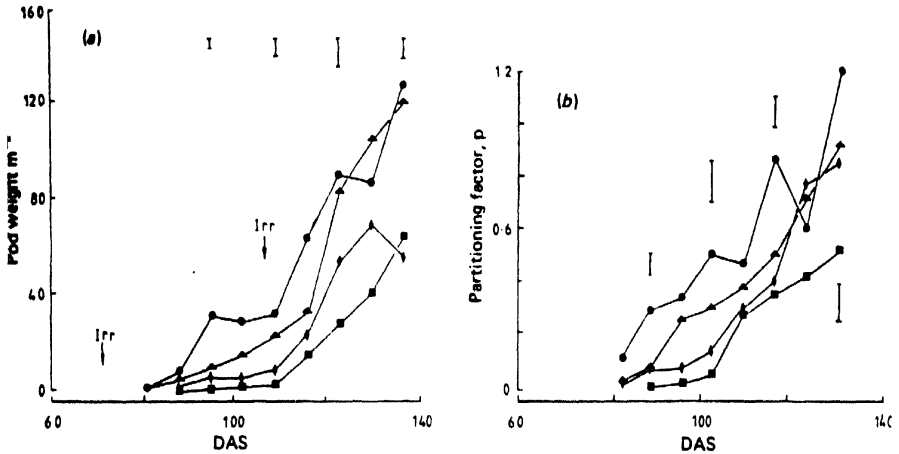 (a)
Pod weight m⁻²
160
120
80
40
0
Irr
Irr
60
100
140
DAS
(b)
Partitioning factor, p
1·2
0·6
0
60
100
140
DAS